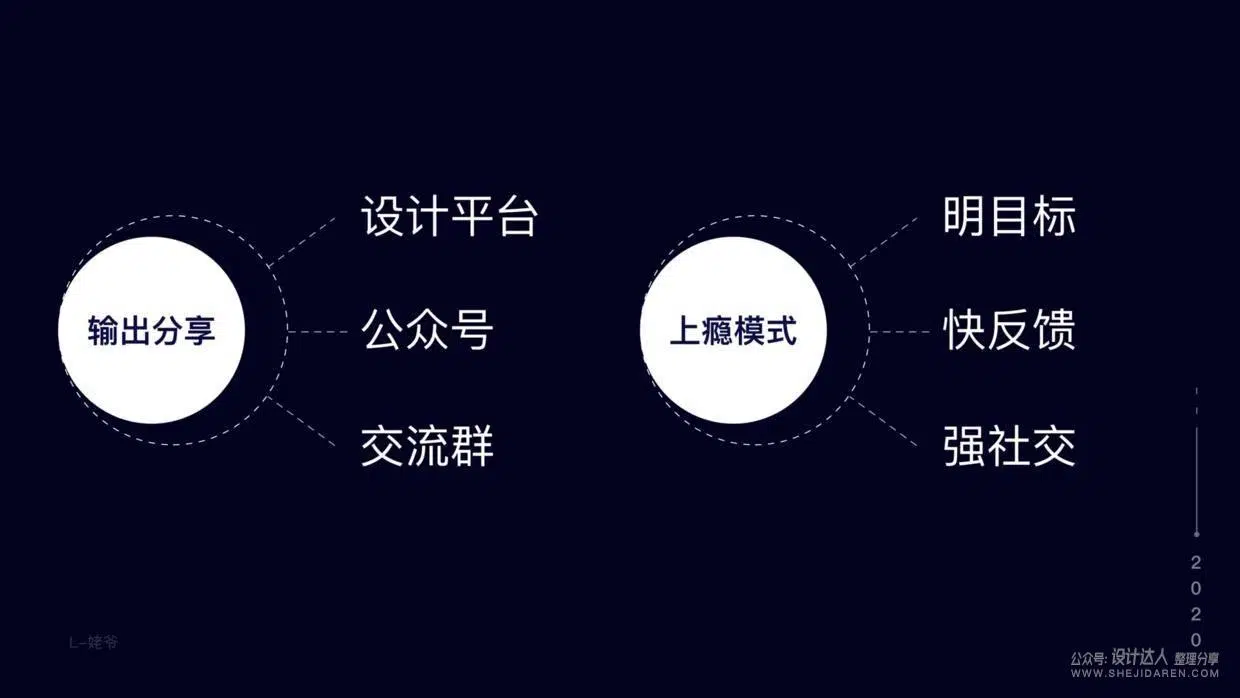 输出分享
设计平台
公众号
交流群
上瘾模式
明目标
快反馈
强社交
2020
L-姥爷
公众号: 设计达人 整理分享
WWW.SHEJIDAREN.COM